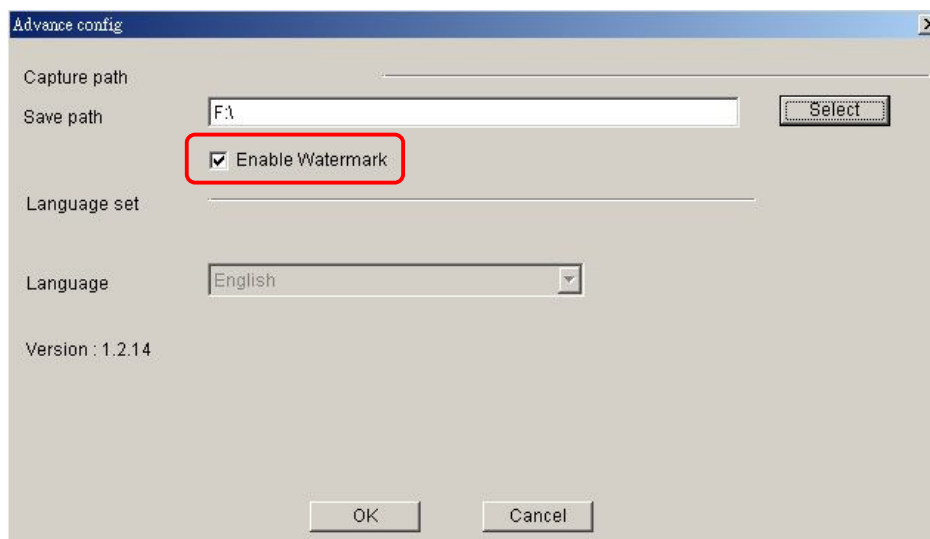 Advance config
Capture path
Save path F:\ Select
Enable Watermark
Language set
Language English
Version : 1.2.14
OK Cancel